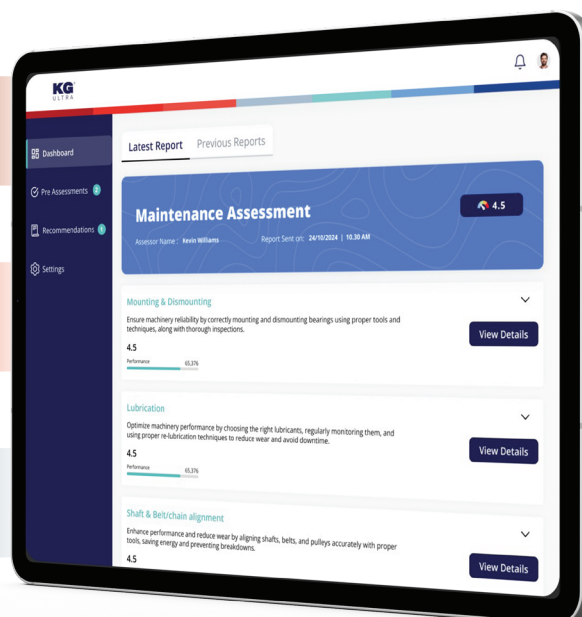 KG
ULTRA
Dashboard
Pre Assessments 2
Recommendations 1
Settings
Latest Report Previous Reports
Maintenance Assessment
Assessor Name : Kevin Williams Report Sent on: 24/10/2024 | 10.30 AM
4.5
Mounting & Dismounting
Ensure machinery reliability by correctly mounting and dismounting bearings using proper tools and
techniques, along with thorough inspections.
4.5
Performance 65,376
View Details
Lubrication
Optimize machinery performance by choosing the right lubricants, regularly monitoring them, and
using proper re-lubrication techniques to reduce wear and avoid downtime.
4.5
Performance 65,376
View Details
Shaft & Belt/chain alignment
Enhance performance and reduce wear by aligning shafts, belts, and pulleys accurately with proper
tools, saving energy and preventing breakdowns.
4.5
View Details